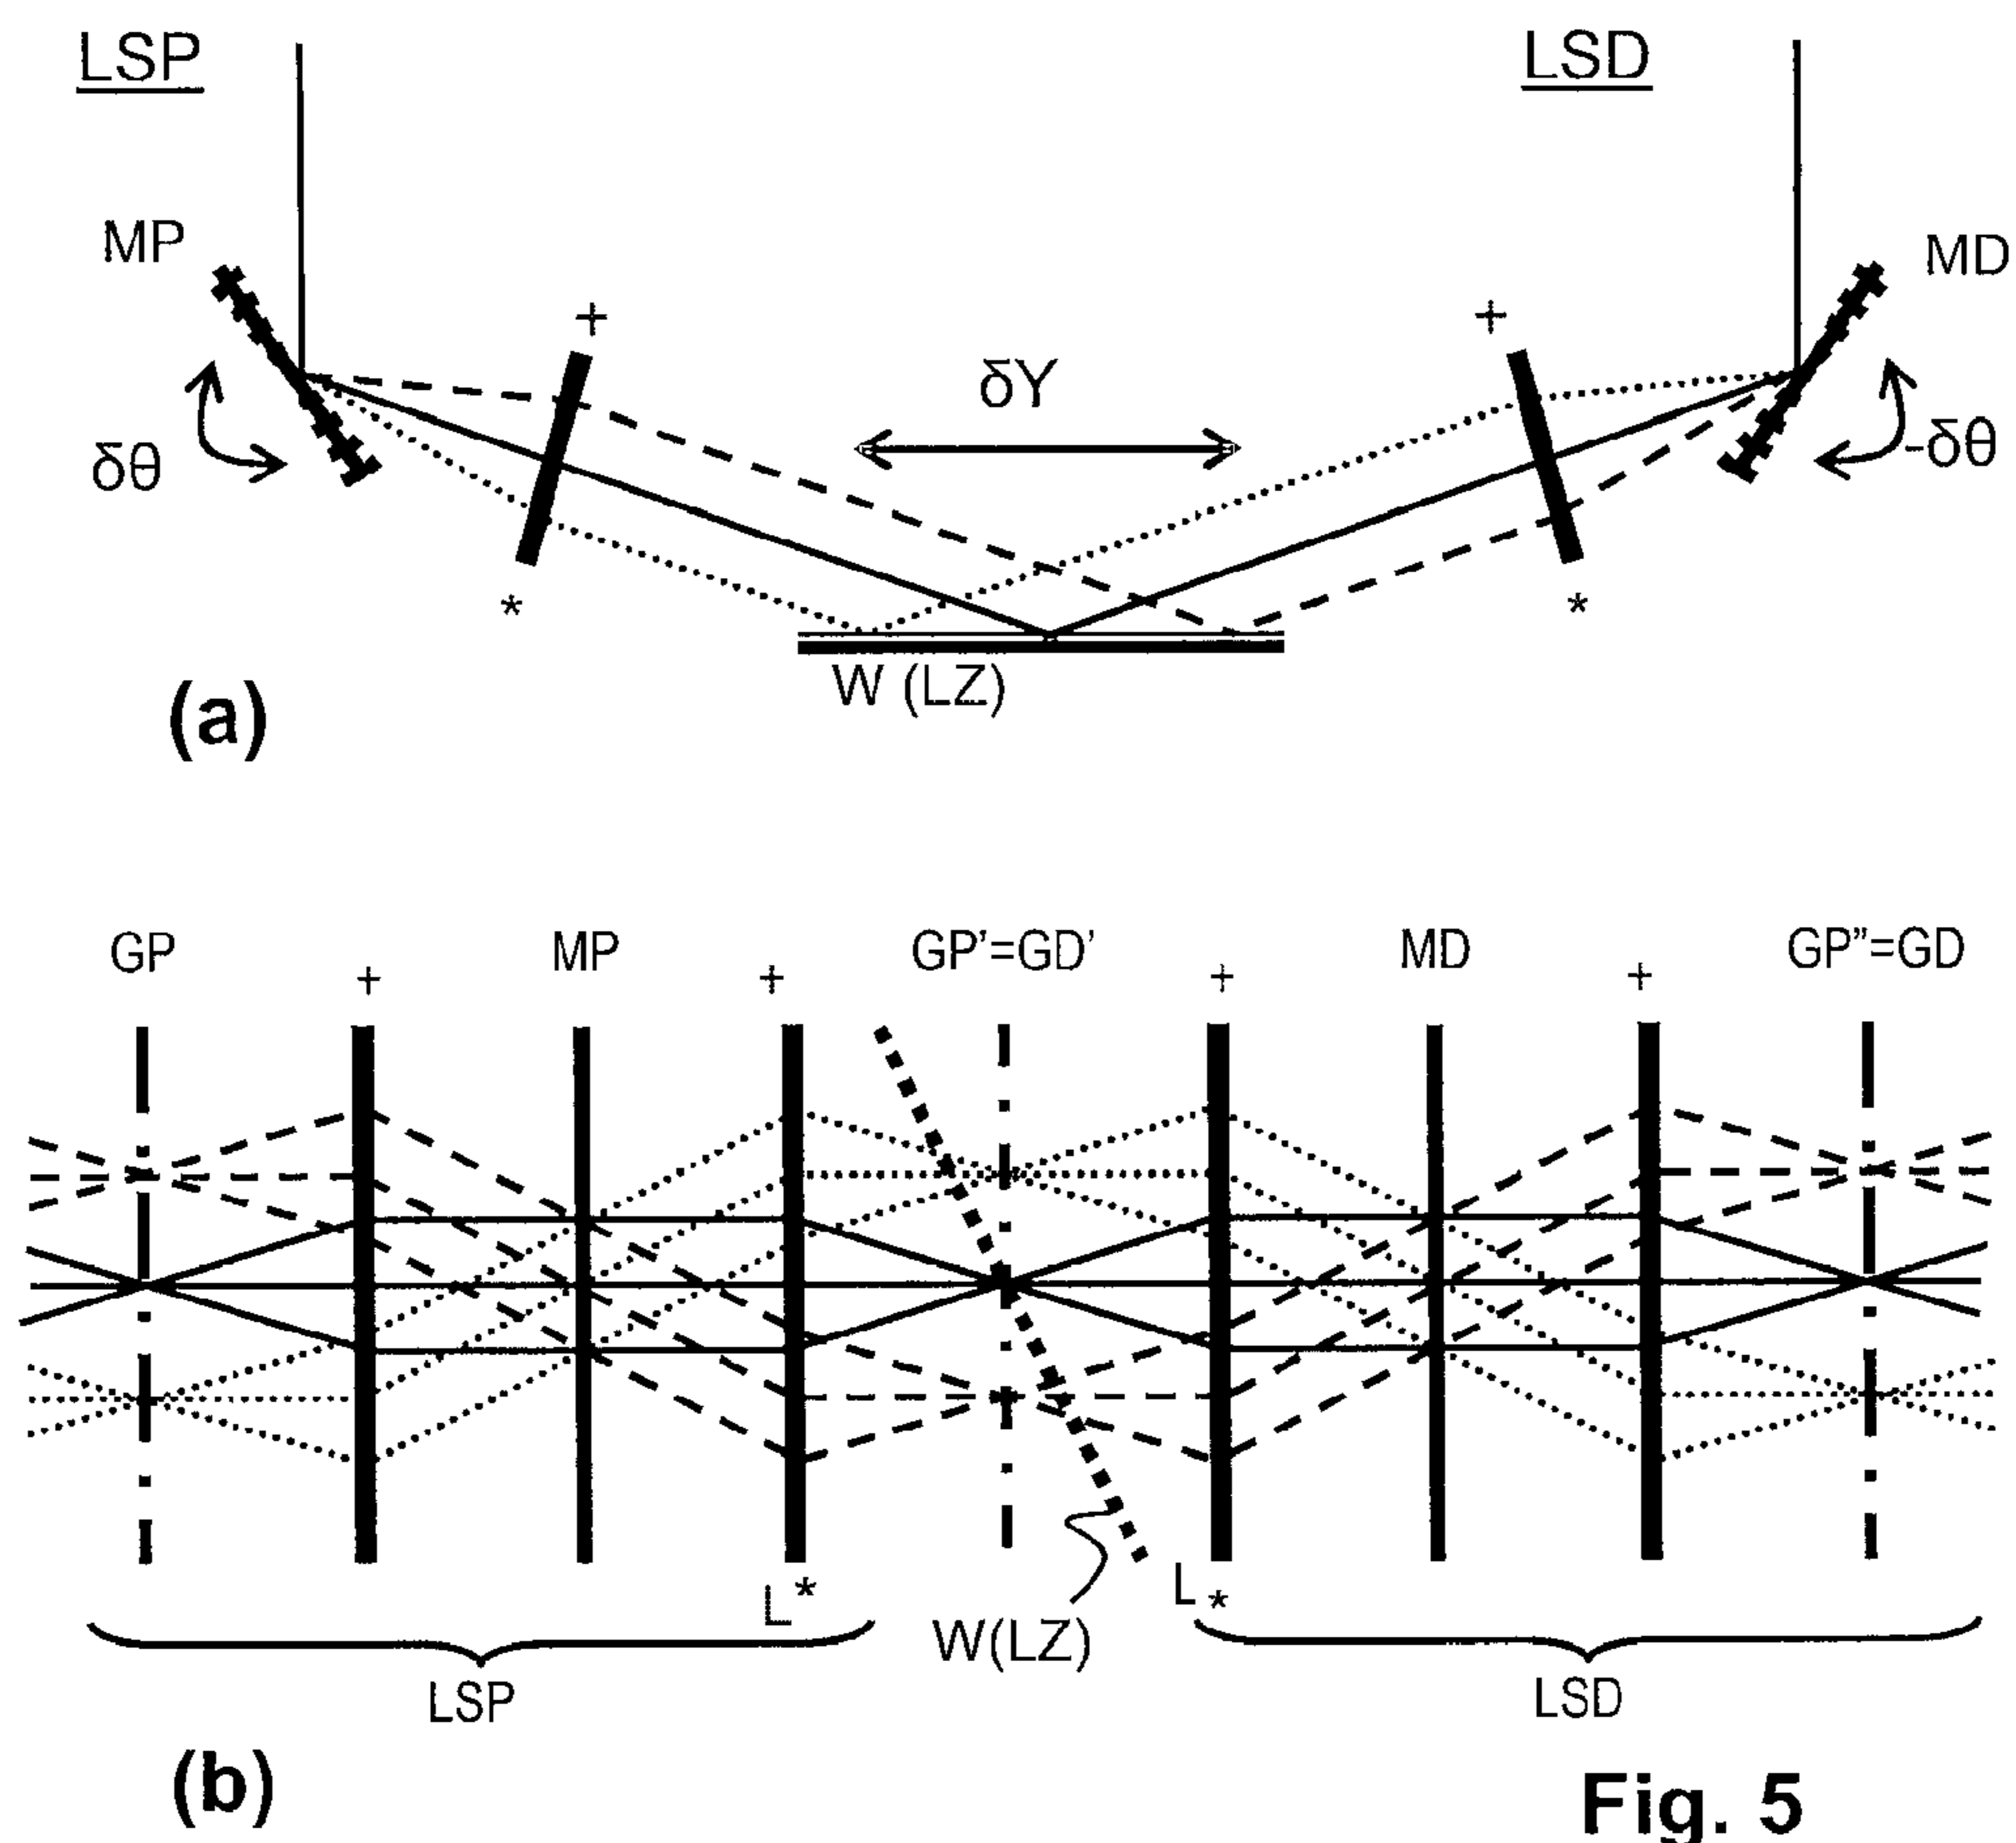 LSP LSD
MP MD
+ +
δY
δθ -δθ
* *
W (LZ)
(a)
GP MP GP'=GD' MD GP”=GD
+ + + +
L* L*
W(LZ)
LSP LSD
(b)
Fig. 5